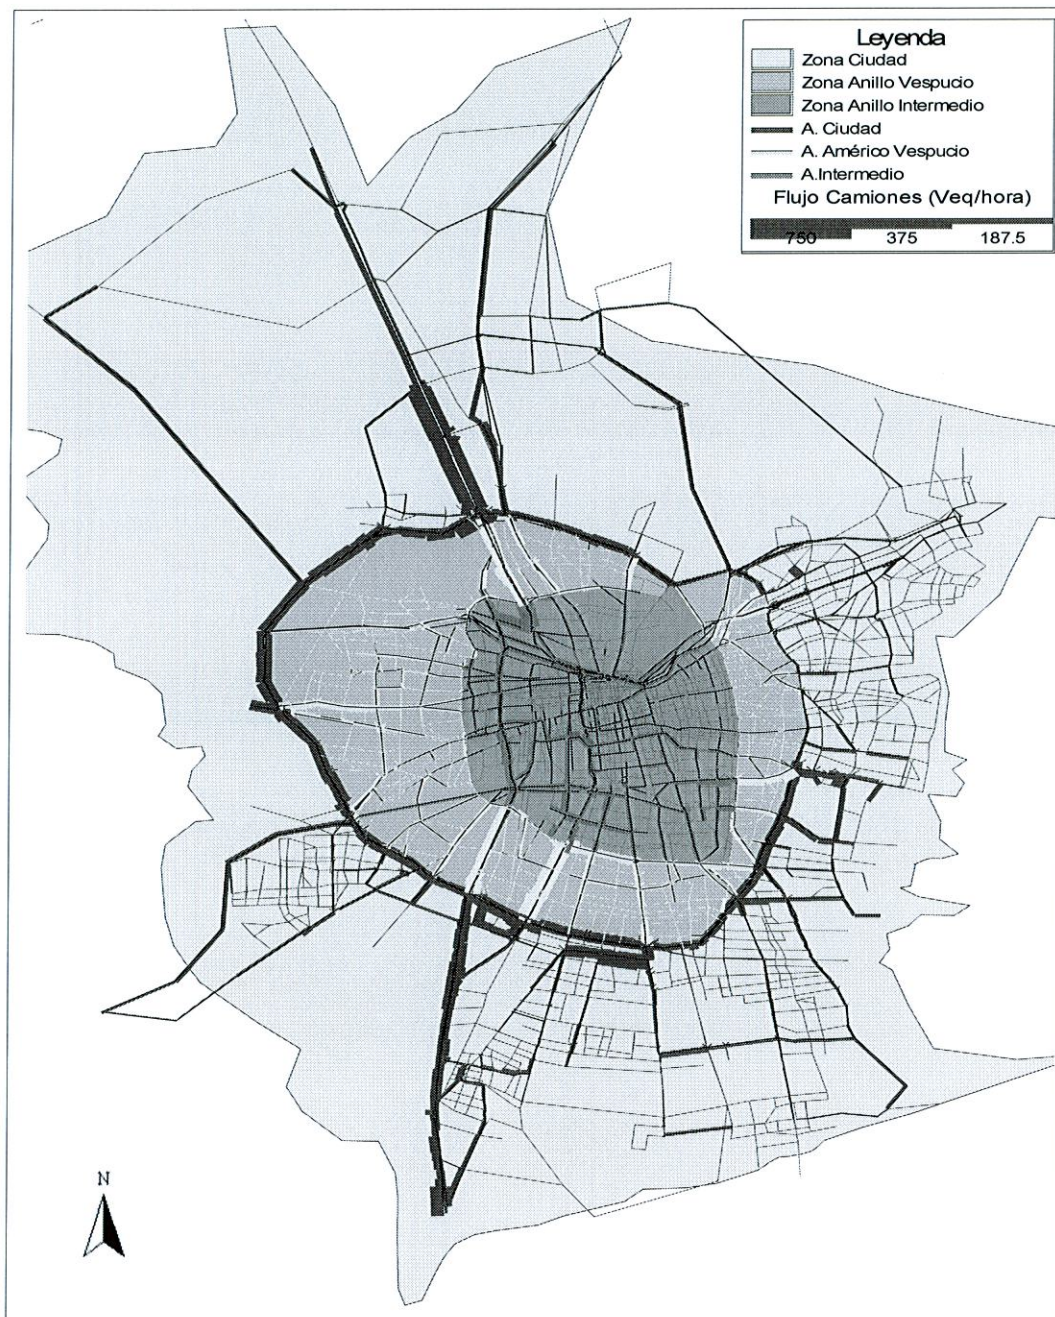 Leyenda
Zona Ciudad
Zona Anillo Vespucio
Zona Anillo Intermedio
A. Ciudad
A. Américo Vespucio
A.Intermedio
Flujo Camiones (Veq/hora)
750 375 187.5
N